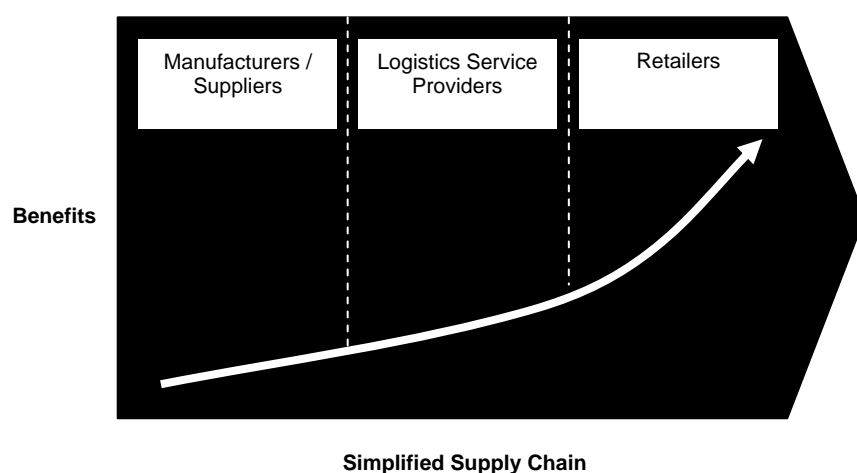 Manufacturers /
Suppliers
Logistics Service
Providers
Retailers
Benefits
Simplified Supply Chain